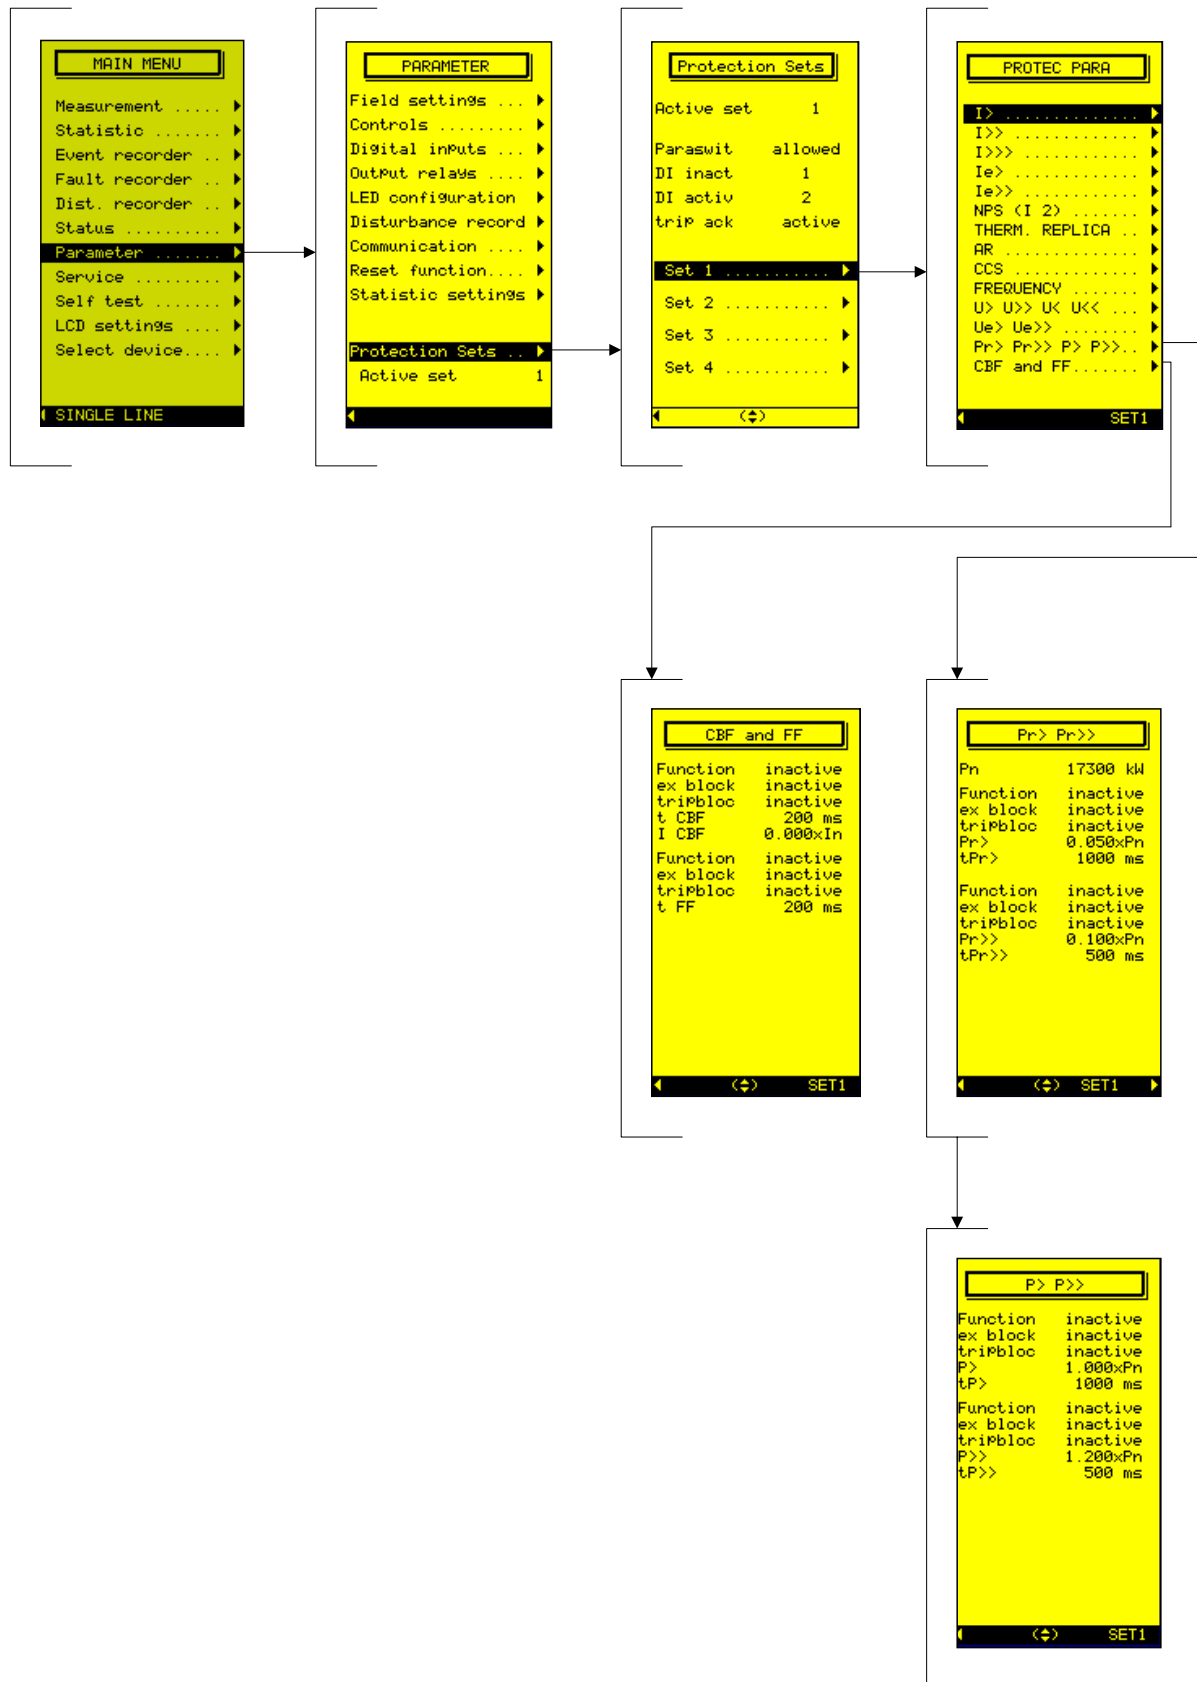 MAIN MENU
Measurement .....
Statistic .......
Event recorder ..
Fault recorder ..
Dist. recorder ..
Status ..........
Parameter .......
Service .........
Self test .......
LCD settings ....
Select device....
SINGLE LINE
PARAMETER
Field settings ...
Controls .........
Digital inputs ...
Output relays ....
LED configuration
Disturbance record
Communication ....
Reset function....
Statistic settings
Protection Sets ..
Active set 1
Protection Sets
Active set 1
Paraswit allowed
DI inact 1
DI activ 2
trip ack active
Set 1 ...........
Set 2 ...........
Set 3 ...........
Set 4 ...........
PROTEC PARA
I> ..............
I>> .............
I>>> ............
Ie> .............
Ie>> ............
NPS (I 2) .......
THERM. REPLICA ..
AR ..............
CCS .............
FREQUENCY .......
U> U>> U< U<< ...
Ue> Ue>> ........
Pr> Pr>> P> P>>..
CBF and FF.......
SET1
CBF and FF
Function inactive
ex block inactive
tripbloc inactive
t CBF 200 ms
I CBF 0.000xIn
Function inactive
ex block inactive
tripbloc inactive
t FF 200 ms
SET1
Pr> Pr>>
Pn 17300 kW
Function inactive
ex block inactive
tripbloc inactive
Pr> 0.050xPn
tPr> 1000 ms
Function inactive
ex block inactive
tripbloc inactive
Pr>> 0.100xPn
tPr>> 500 ms
SET1
P> P>>
Function inactive
ex block inactive
tripbloc inactive
P> 1.000xPn
tP> 1000 ms
Function inactive
ex block inactive
tripbloc inactive
P>> 1.200xPn
tP>> 500 ms
SET1